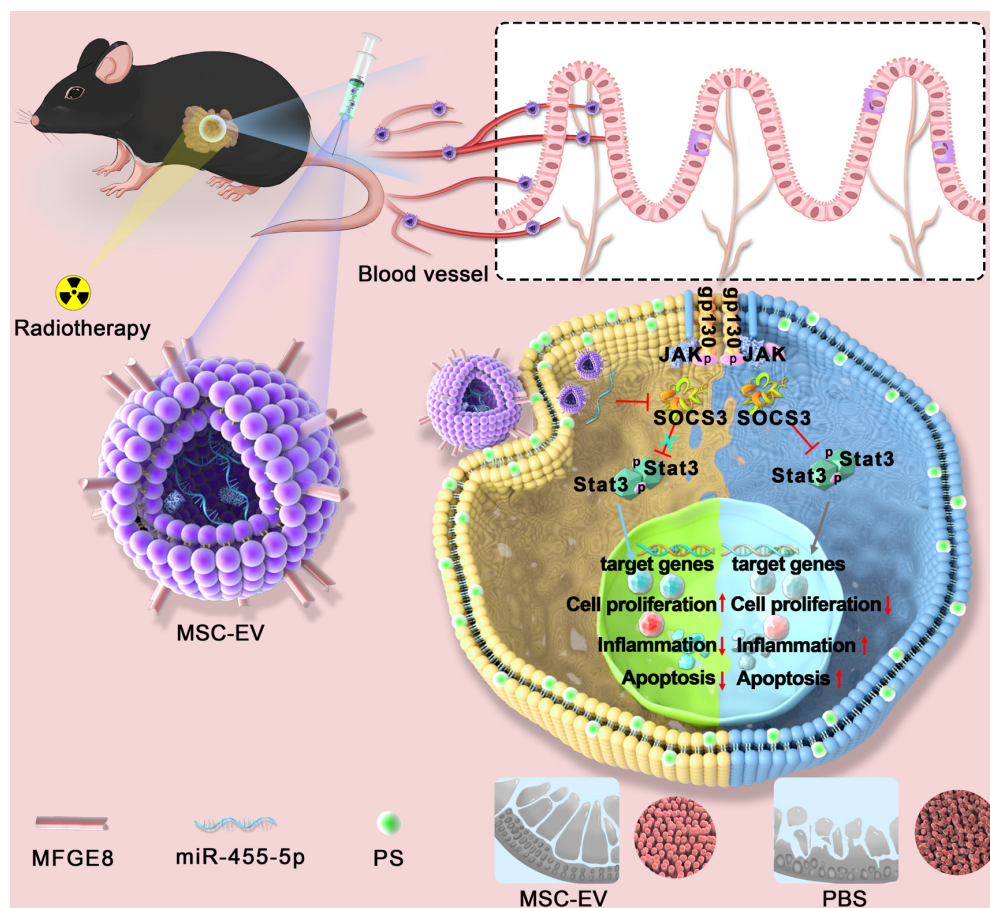 Blood vessel
Radiotherapy
gp130 gp130
JAK p p JAK
SOCS3 SOCS3
p Stat3 p Stat3
Stat3 p Stat3 p
MSC-EV
target genes target genes
Cell proliferation Cell proliferation
Inflammation Inflammation
Apoptosis Apoptosis
MFGE8 miR-455-5p PS
MSC-EV PBS